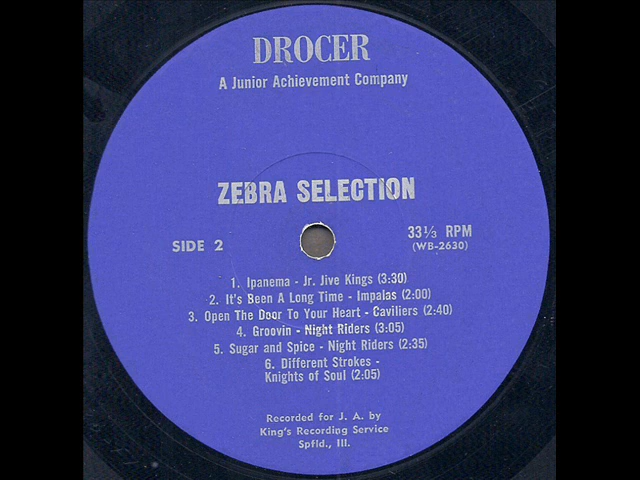 DROCER
A Junior Achievement Company
ZEBRA SELECTION
SIDE 2
33⅓ RPM
(WB-2630)
1. Ipanema - Jr. Jive Kings (3:30)
2. It's Been A Long Time - Impalas (2:00)
3. Open The Door To Your Heart - Caviliers (2:40)
4. Groovin - Night Riders (3:05)
5. Sugar and Spice - Night Riders (2:35)
6. Different Strokes -
Knights of Soul (2:05)
Recorded for J. A. by
King's Recording Service
Spfld., Ill.